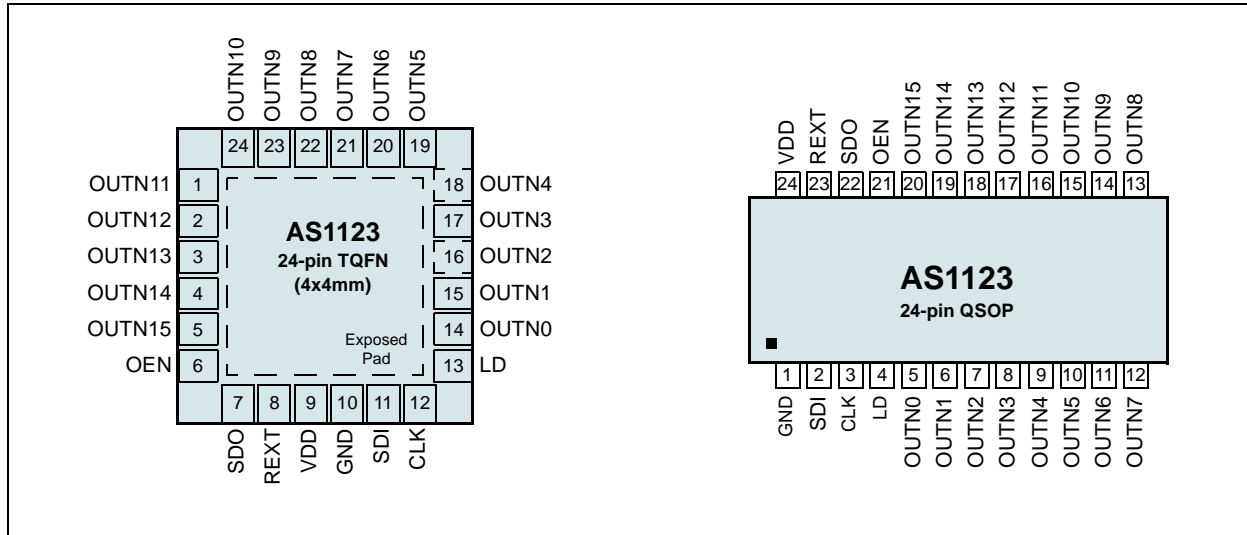 OUTN10
OUTN9
OUTN8
OUTN7
OUTN6
OUTN5
24 23 22 21 20 19
OUTN11 1
OUTN12 2
OUTN13 3
OUTN14 4
OUTN15 5
OEN 6
AS1123
24-pin TQFN
(4x4mm)
Exposed
Pad
18 OUTN4
17 OUTN3
16 OUTN2
15 OUTN1
14 OUTN0
13 LD
7 8 9 10 11 12
SDO
REXT
VDD
GND
SDI
CLK
VDD
REXT
SDO
OEN
OUTN15
OUTN14
OUTN13
OUTN12
OUTN11
OUTN10
OUTN9
OUTN8
24 23 22 21 20 19 18 17 16 15 14 13
AS1123
24-pin QSOP
1 2 3 4 5 6 7 8 9 10 11 12
GND
SDI
CLK
LD
OUTN0
OUTN1
OUTN2
OUTN3
OUTN4
OUTN5
OUTN6
OUTN7